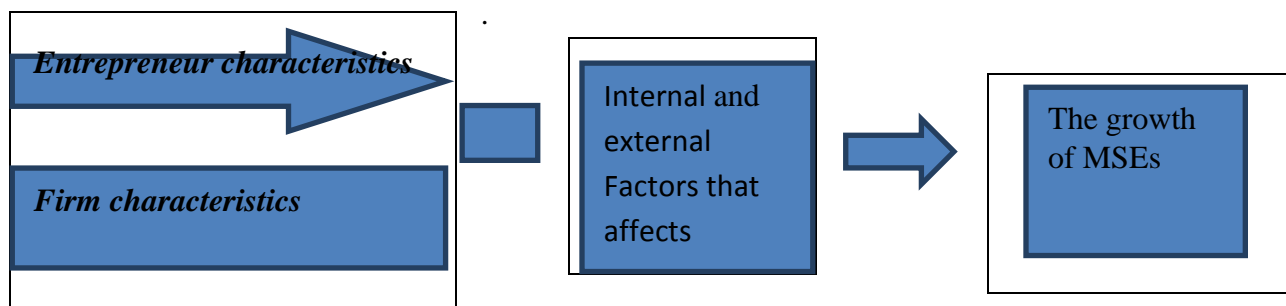 .
Entrepreneur characteristics
Firm characteristics
Internal and
external
Factors that
affects
The growth
of MSEs